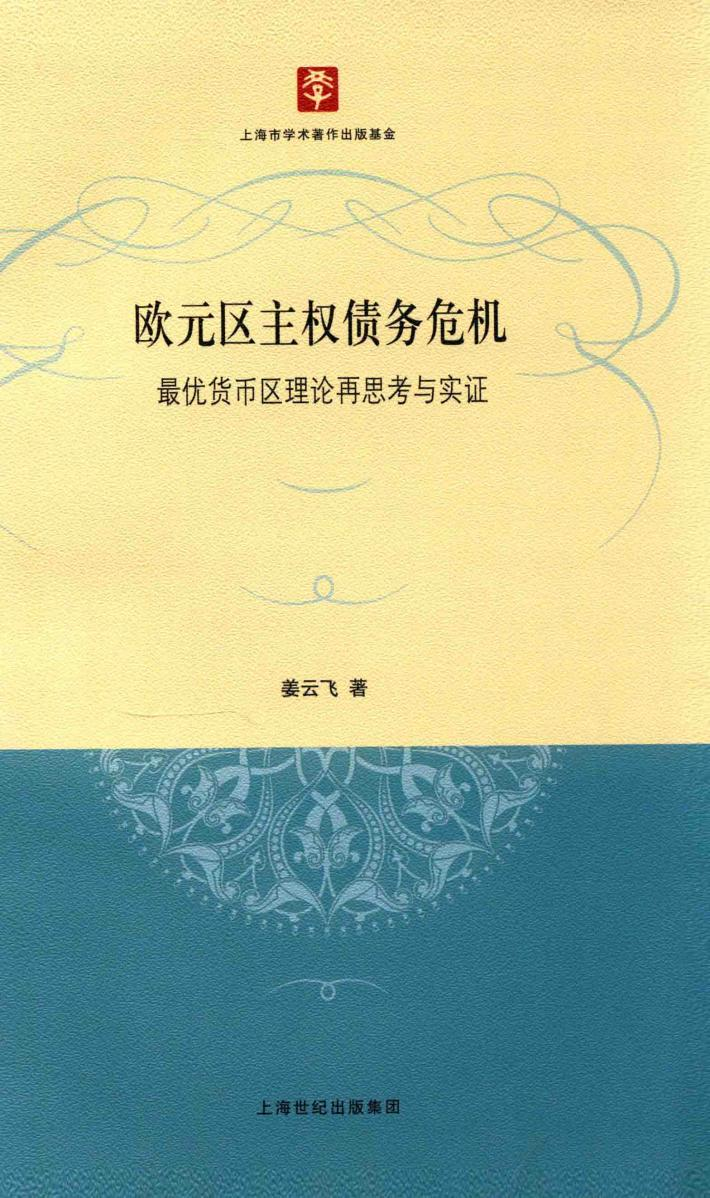 上海市学术著作出版基金
欧元区主权债务危机
最优货币区理论再思考与实证
姜云飞 著
上海世纪出版集团